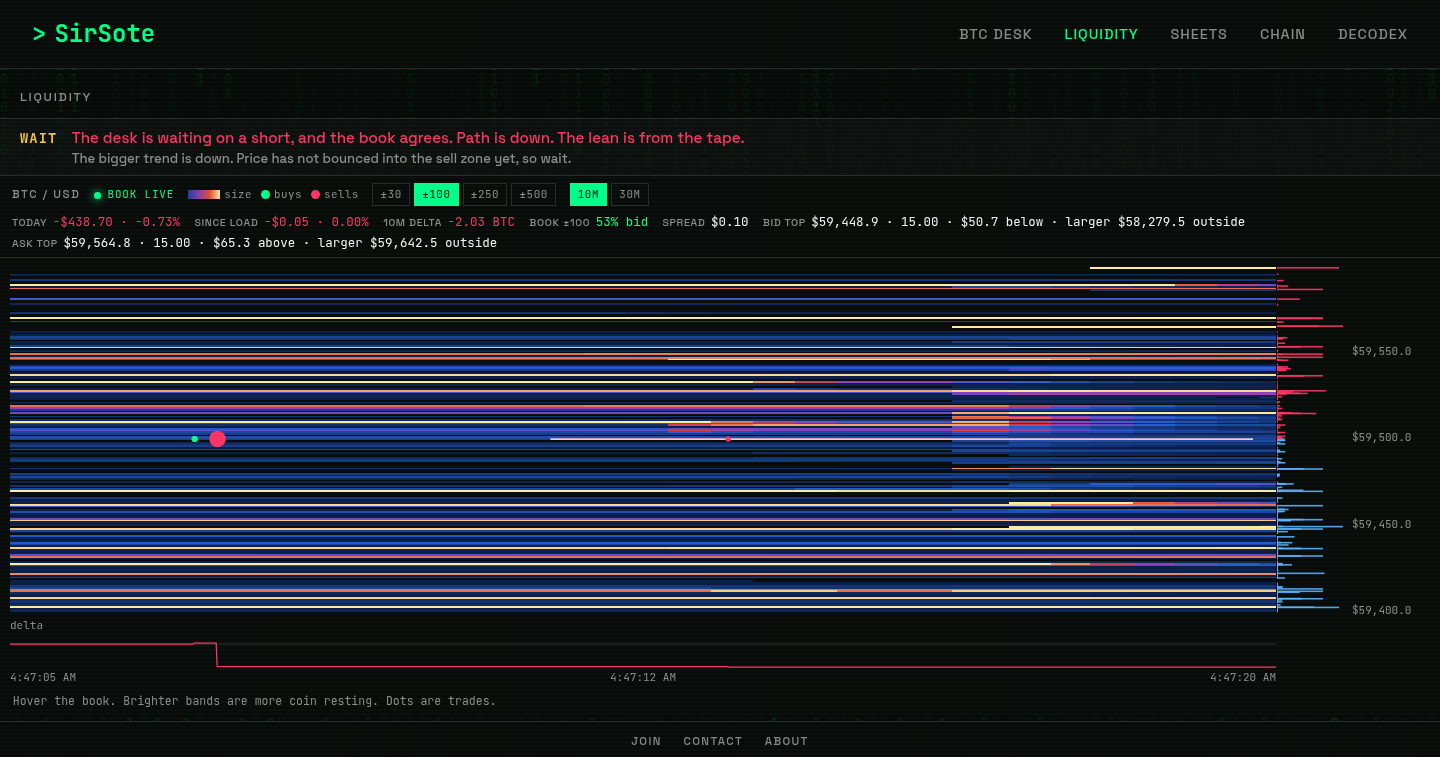 > SirSote
BTC DESK LIQUIDITY SHEETS CHAIN DECODEX
LIQUIDITY
WAIT The desk is waiting on a short, and the book agrees. Path is down. The lean is from the tape.
The bigger trend is down. Price has not bounced into the sell zone yet, so wait.
BTC / USD BOOK LIVE size buys sells ±30 ±100 ±250 ±500 10M 30M
TODAY -$438.70 · -0.73% SINCE LOAD -$0.05 · 0.00% 10M DELTA -2.03 BTC BOOK ±100 53% bid SPREAD $0.10 BID TOP $59,448.9 · 15.00 · $50.7 below · larger $58,279.5 outside
ASK TOP $59,564.8 · 15.00 · $65.3 above · larger $59,642.5 outside
$59,550.0
$59,500.0
$59,450.0
$59,400.0
delta
4:47:05 AM 4:47:12 AM 4:47:20 AM
Hover the book. Brighter bands are more coin resting. Dots are trades.
JOIN CONTACT ABOUT